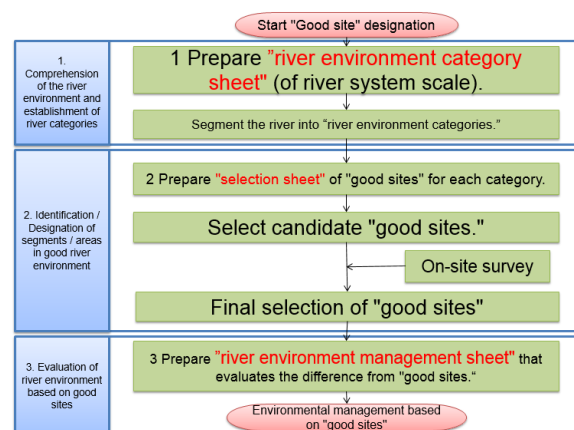 Start "Good site" designation
1.
Comprehension
of the river
environment and
establishment of
river categories
1 Prepare ”river environment category
sheet" (of river system scale).
Segment the river into “river environment categories.”
2. Identification /
Designation of
segments / areas
in good river
environment
2 Prepare "selection sheet" of "good sites" for each category.
Select candidate "good sites."
On-site survey
Final selection of "good sites"
3. Evaluation of
river environment
based on good
sites
3 Prepare ”river environment management sheet" that
evaluates the difference from "good sites.“
Environmental management based
on "good sites"